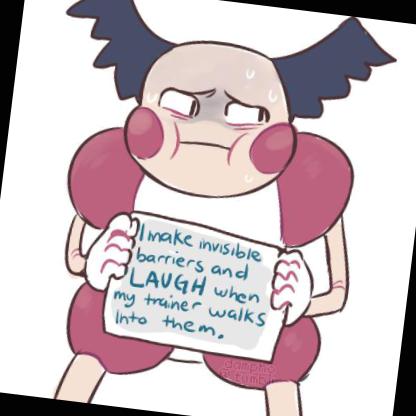 I make invisible
barriers and
LAUGH when
my trainer walks
into them.